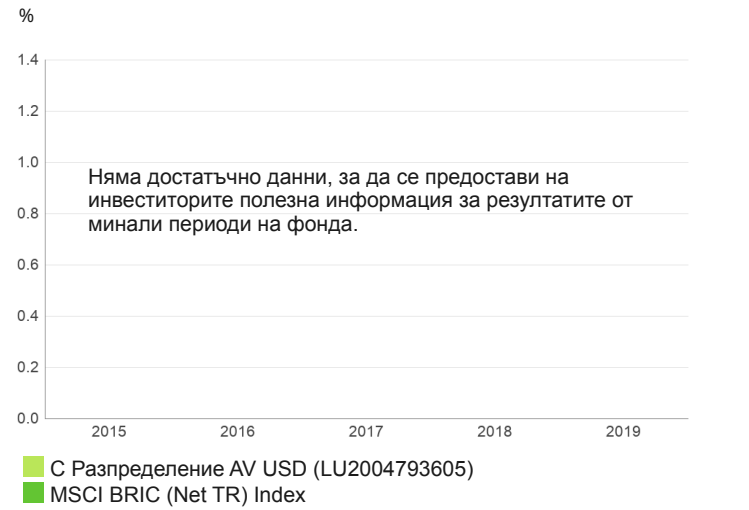 %
1.4
1.2
1.0
Няма достатъчно данни, за да се предостави на
инвеститорите полезна информация за резултатите от
0.8
минали периоди на фонда.
0.6
0.4
0.2
0.0
2015 2016 2017 2018 2019
С Разпределение AV USD (LU2004793605)
MSCI BRIC (Net TR) Index